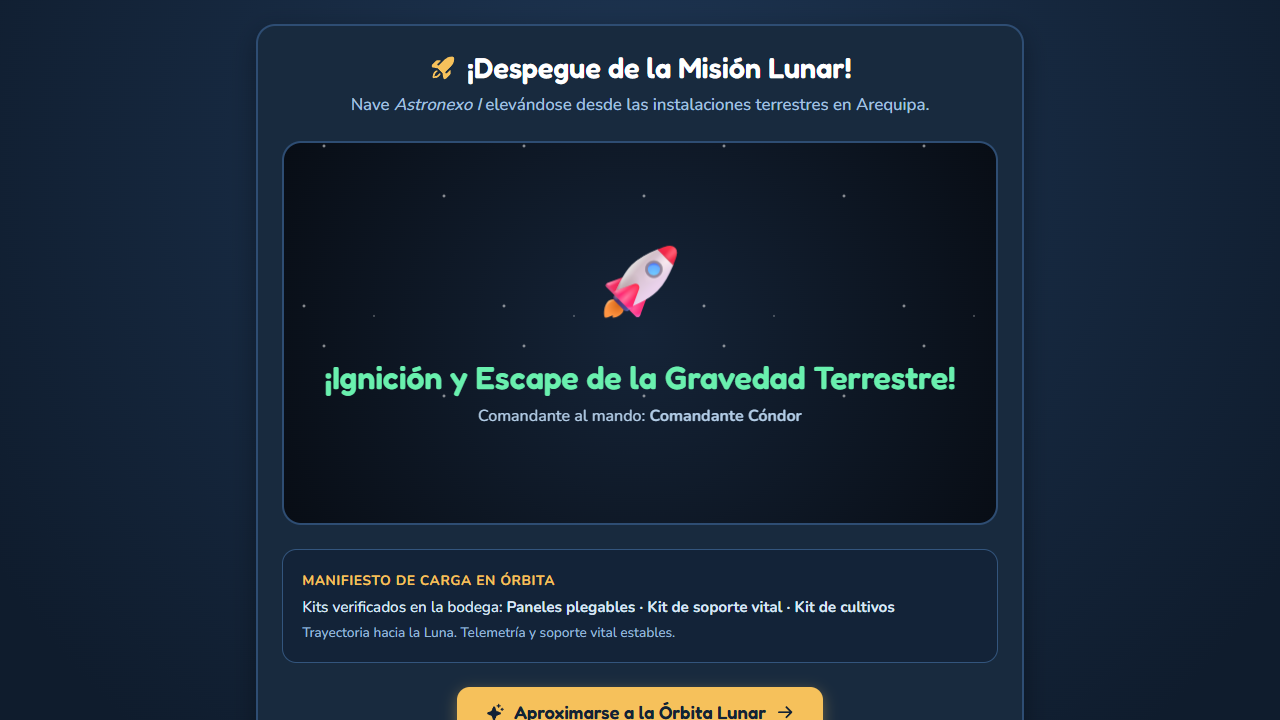 ¡Despegue de la Misión Lunar!
Nave Astronexo I elevándose desde las instalaciones terrestres en Arequipa.
¡Ignición y Escape de la Gravedad Terrestre!
Comandante al mando: Comandante Cóndor
MANIFIESTO DE CARGA EN ÓRBITA
Kits verificados en la bodega: Paneles plegables · Kit de soporte vital · Kit de cultivos
Trayectoria hacia la Luna. Telemetría y soporte vital estables.
Aproximarse a la Órbita Lunar →